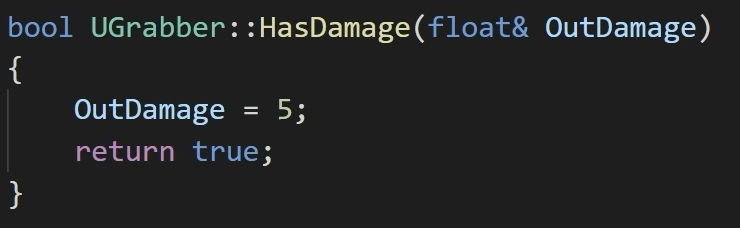 bool UGrabber::HasDamage(float& OutDamage)
{
    OutDamage = 5;
    return true;
}